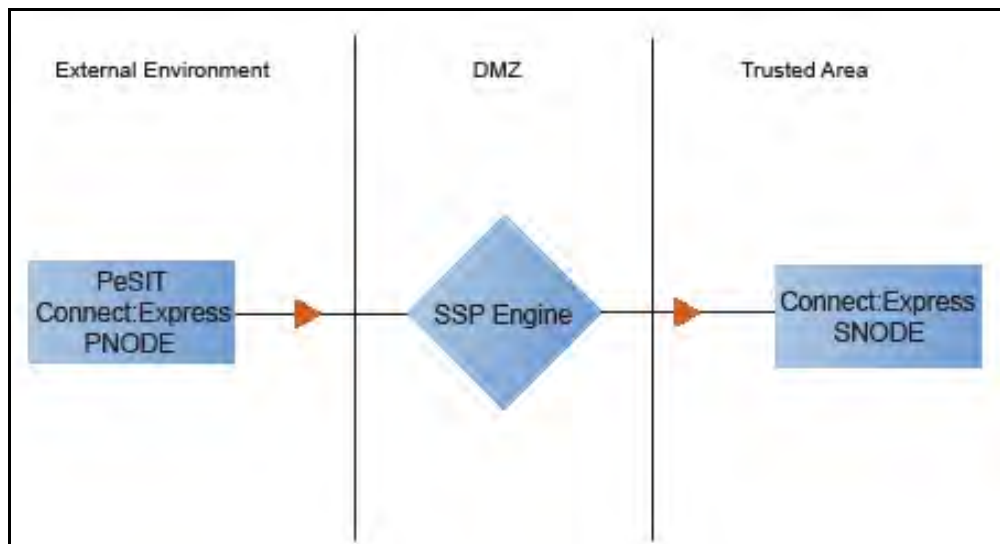 External Environment
DMZ
Trusted Area
PeSIT
Connect:Express
PNODE
SSP Engine
Connect:Express
SNODE